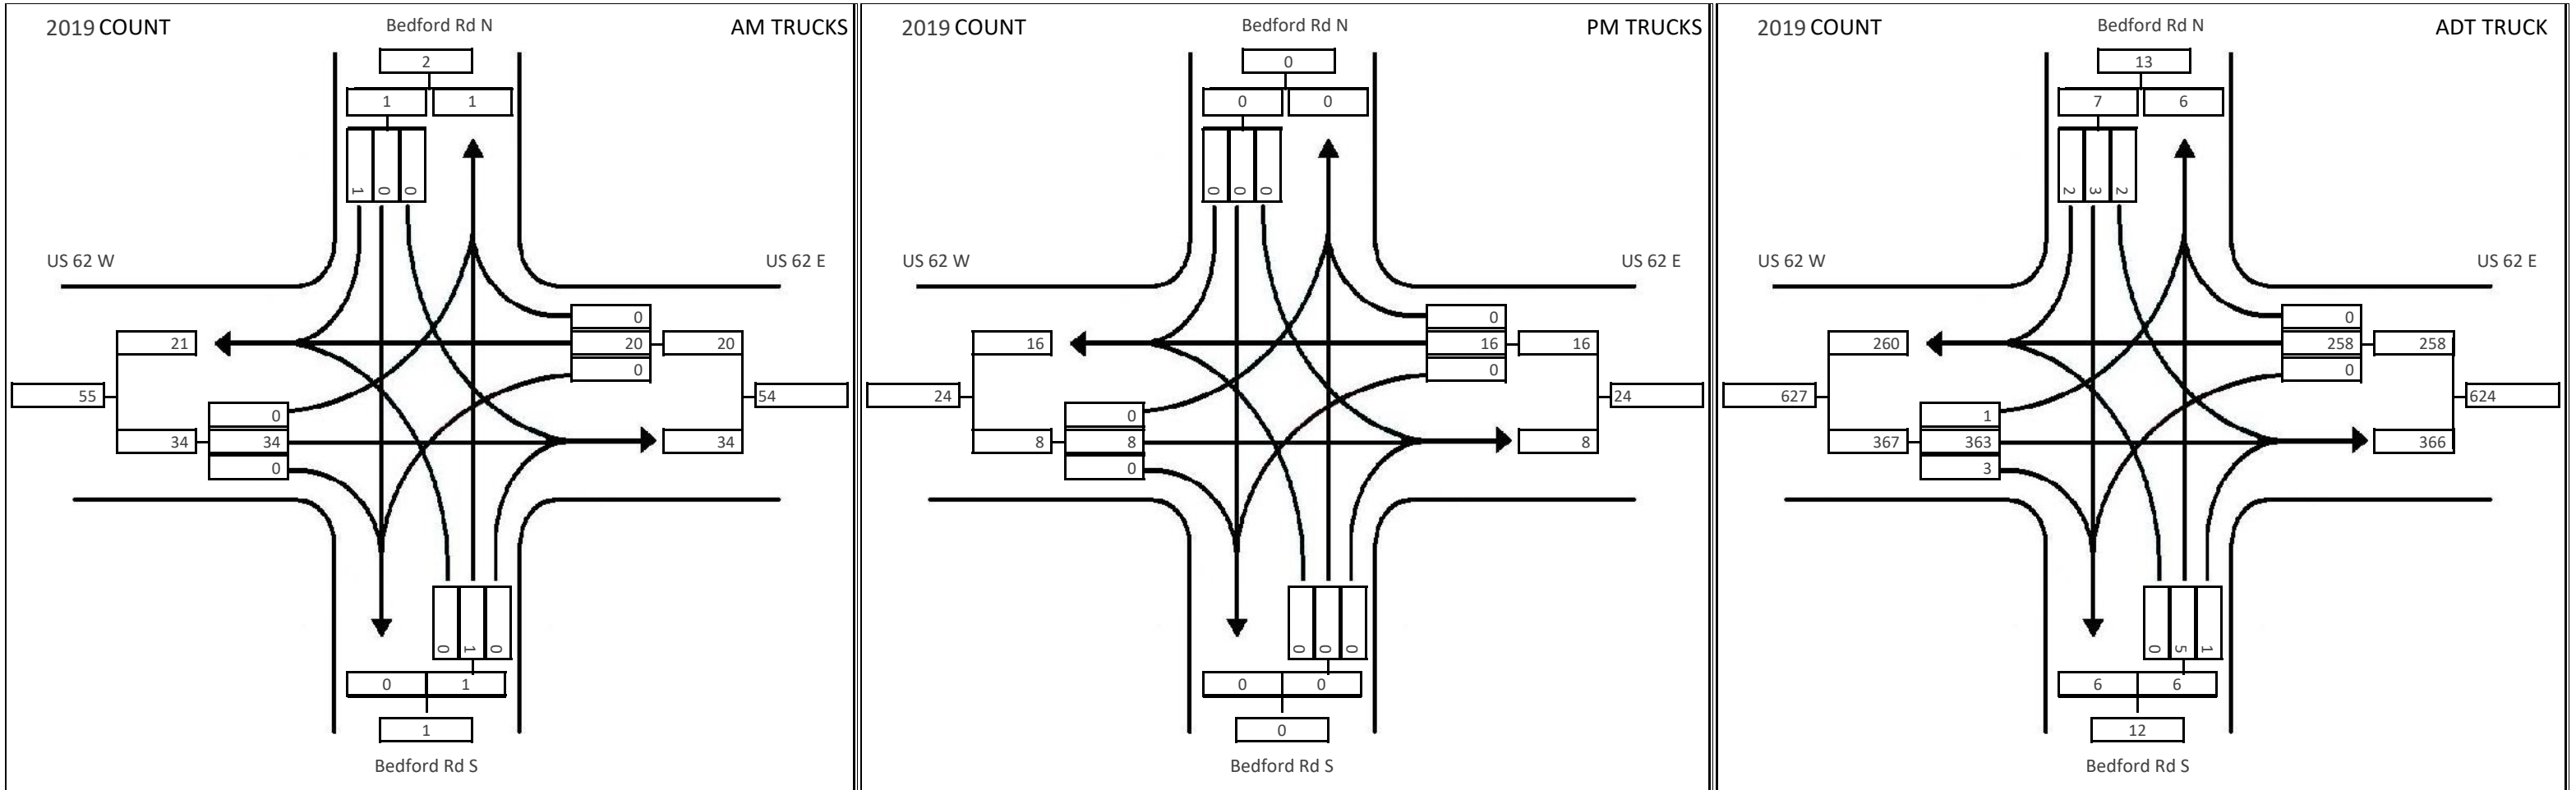 2019 COUNT
Bedford Rd N
AM TRUCKS
2
1 1
1 0 0
US 62 W
US 62 E
0
21
20 20
0
55
54
0
34 34
34
0
0 1 0
0 1
1
Bedford Rd S
2019 COUNT
Bedford Rd N
PM TRUCKS
0
0 0
0 0 0
US 62 W
US 62 E
0
16
16 16
0
24
24
0
8 8
8
0
0 0 0
0 0
0
Bedford Rd S
2019 COUNT
Bedford Rd N
ADT TRUCK
13
7 6
2 3 2
US 62 W
US 62 E
0
260
258 258
0
627
624
1
367 363
366
3
0 5 1
6 6
12
Bedford Rd S